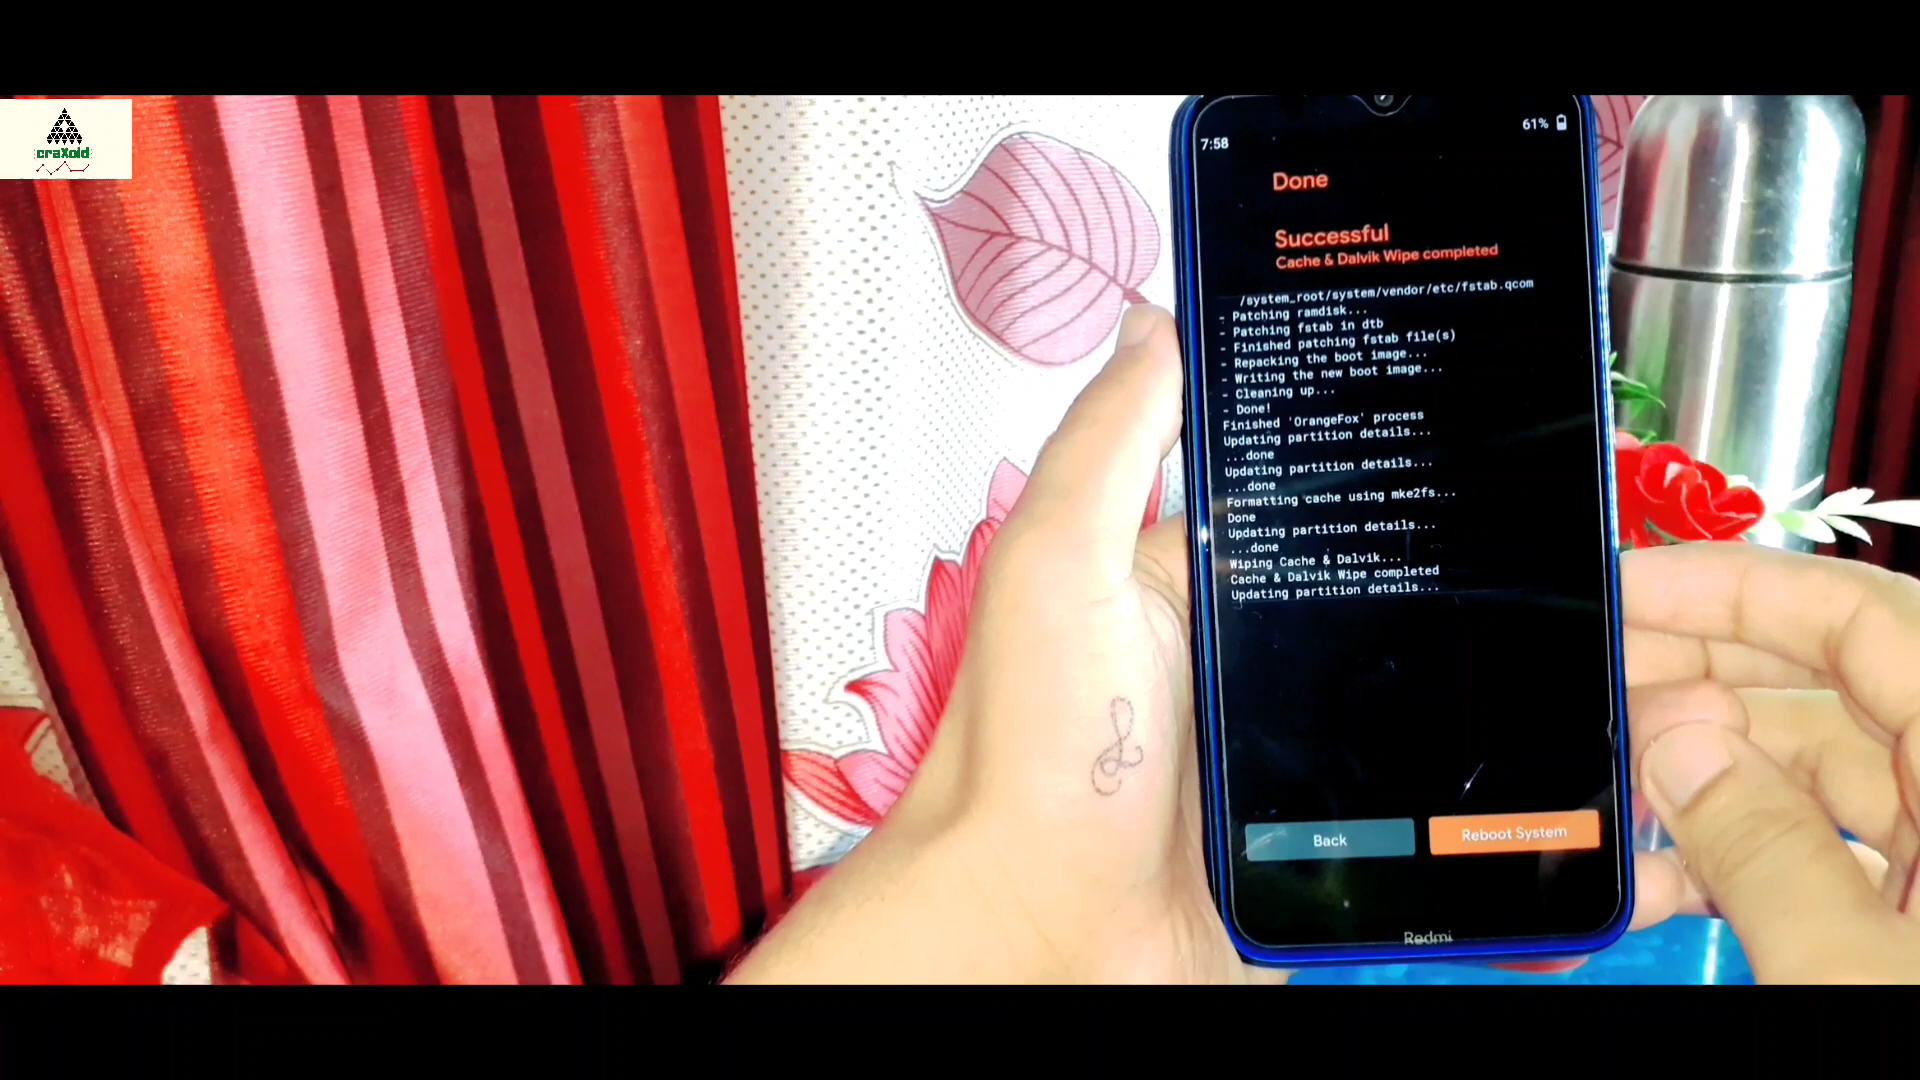 craXoid
7:58
61%
Done
Successful
Cache & Dalvik Wipe completed
/system_root/system/vendor/etc/fstab.qcom
- Patching ramdisk...
- Patching fstab in dtb
- Finished patching fstab file(s)
- Repacking the boot image...
- Writing the new boot image...
- Cleaning up...
- Done!
Finished 'OrangeFox' process
Updating partition details...
...done
Updating partition details...
...done
Formatting cache using mke2fs...
Done
Updating partition details...
...done
Wiping Cache & Dalvik...
Cache & Dalvik Wipe completed
Updating partition details...
Back
Reboot System
Redmi